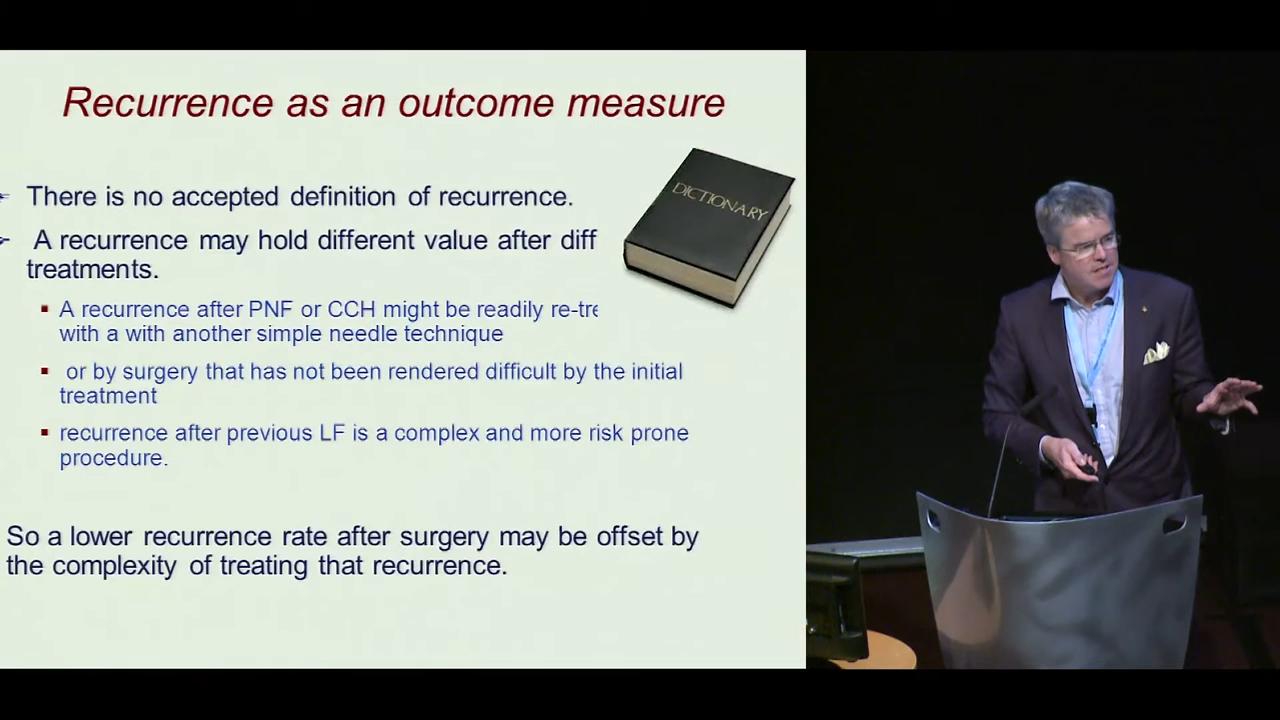 Recurrence as an outcome measure
DICTIONARY
There is no accepted definition of recurrence.
A recurrence may hold different value after diff
treatments.
A recurrence after PNF or CCH might be readily re-tre
with a with another simple needle technique
or by surgery that has not been rendered difficult by the initial
treatment
recurrence after previous LF is a complex and more risk prone
procedure.
So a lower recurrence rate after surgery may be offset by
the complexity of treating that recurrence.